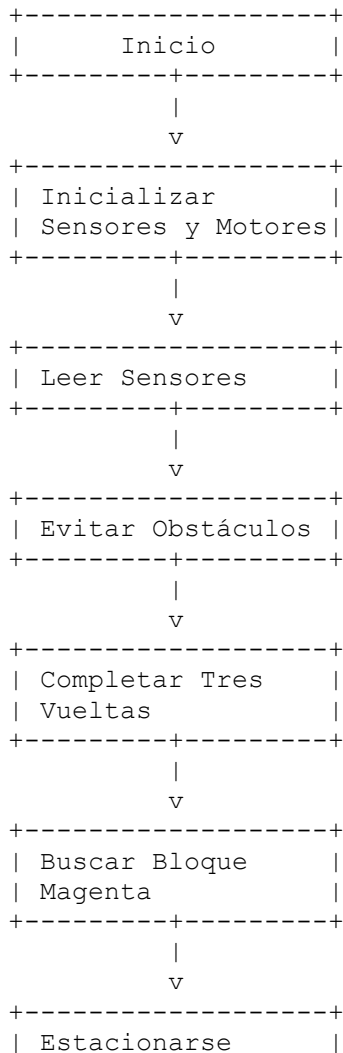 Inicio
Inicializar
Sensores y Motores
Leer Sensores
Evitar Obstáculos
Completar Tres
Vueltas
Buscar Bloque
Magenta
Estacionarse